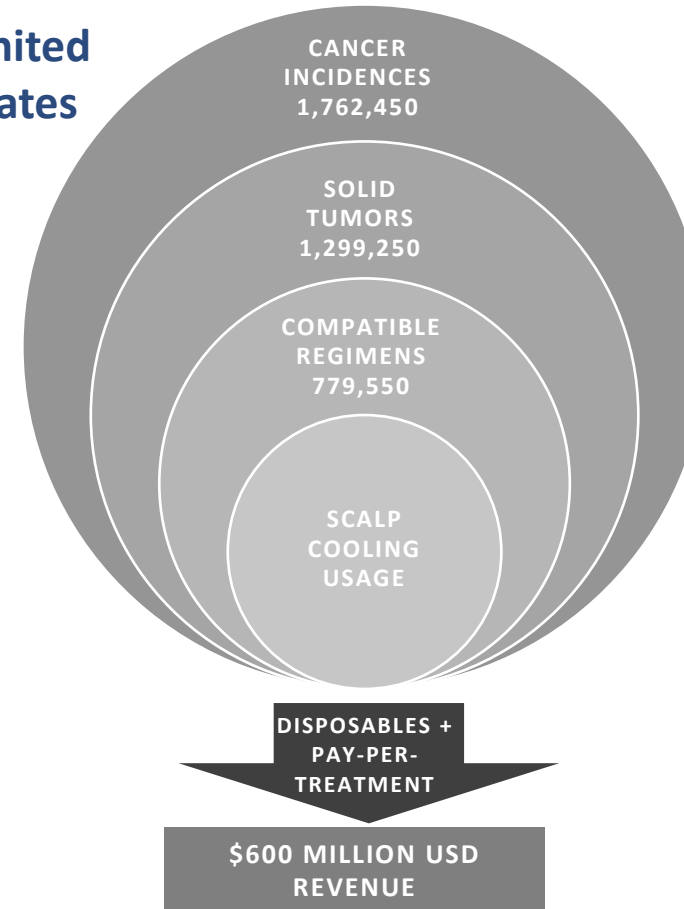 nited
ates
CANCER
INCIDENCES
1,762,450
SOLID
TUMORS
1,299,250
COMPATIBLE
REGIMENS
779,550
SCALP
COOLING
USAGE
DISPOSABLES +
PAY-PER-
TREATMENT
$600 MILLION USD
REVENUE